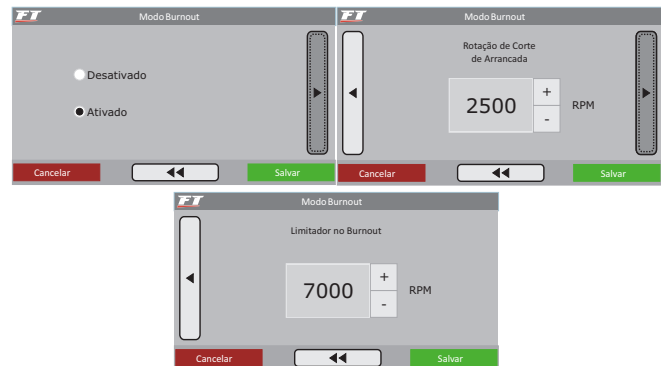 FT
Modo Burnout
Desativado
Ativado
Cancelar
Salvar
FT
Modo Burnout
Rotação de Corte
de Arrancada
2500
+
-
RPM
Cancelar
Salvar
FT
Modo Burnout
Limitador no Burnout
7000
+
-
RPM
Cancelar
Salvar